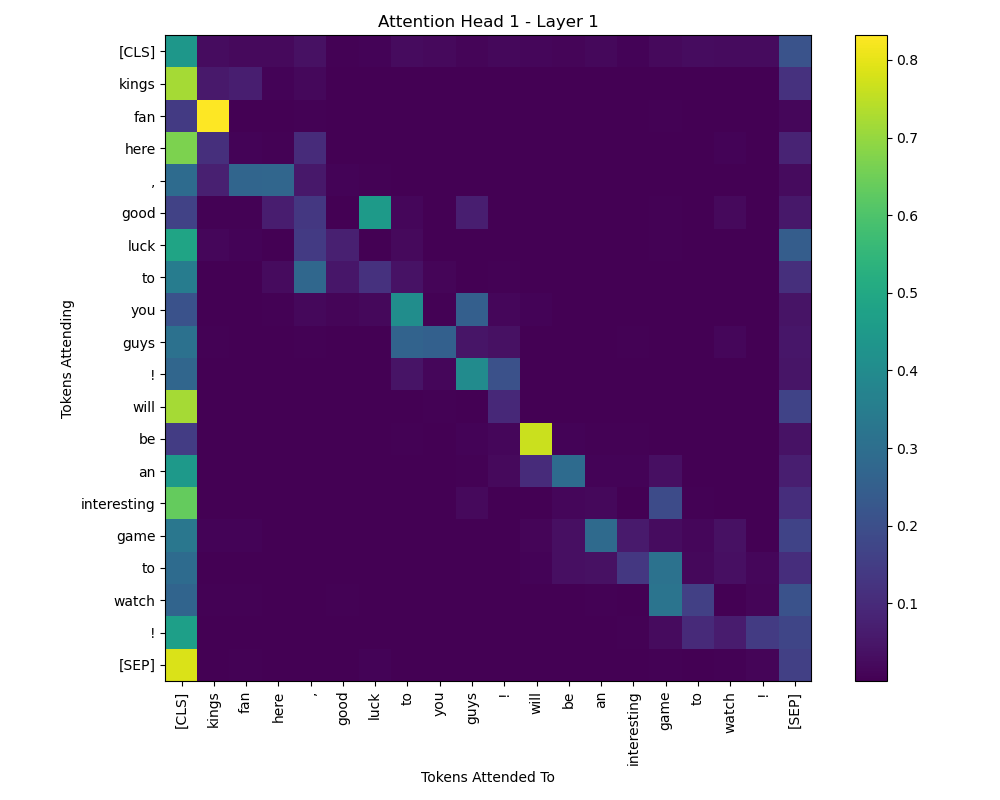 Attention Head 1 - Layer 1
[CLS]
kings
fan
here
,
good
luck
to
you
guys
!
will
be
an
interesting
game
to
watch
!
[SEP]
Tokens Attending
[CLS]
kings
fan
here
,
good
luck
to
you
guys
!
will
be
an
interesting
game
to
watch
!
[SEP]
Tokens Attended To
0.8
0.7
0.6
0.5
0.4
0.3
0.2
0.1